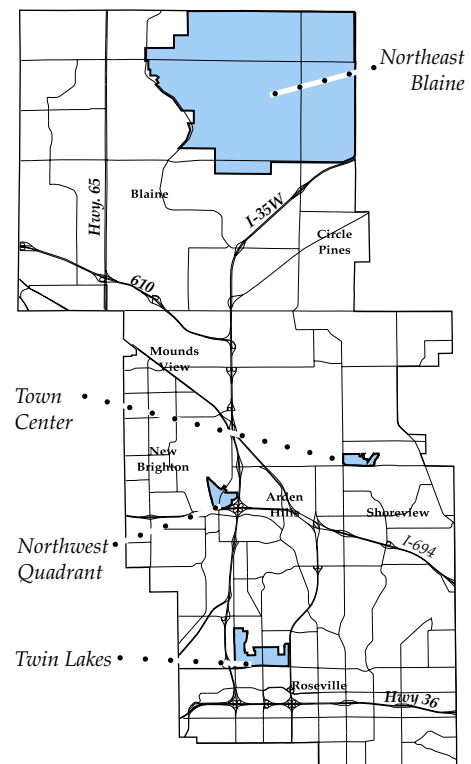 Northeast
Blaine
Hwy. 65
Blaine
I-35W
Circle
Pines
610
Mounds
View
Town
Center
New
Brighton
Arden
Hills
Shoreview
Northwest
Quadrant
I-694
Twin Lakes
Roseville
Hwy 36